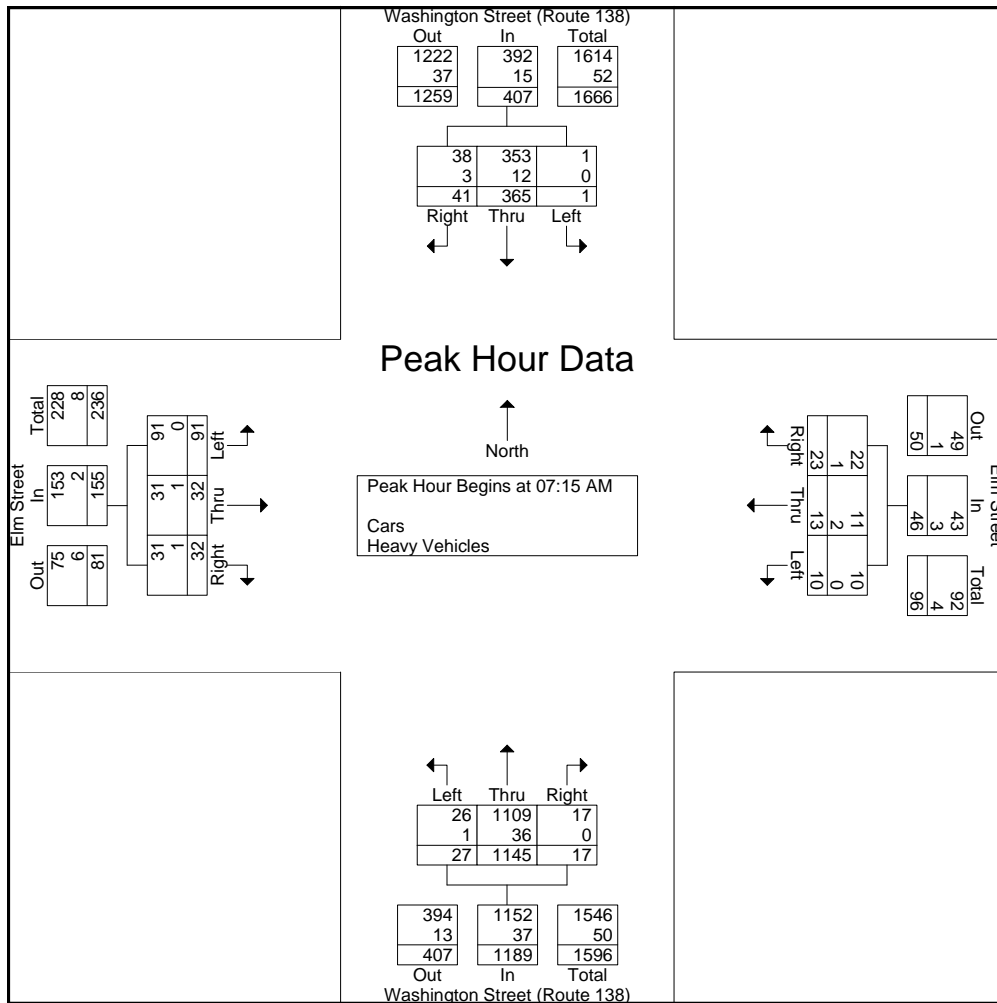 Washington Street (Route 138)
Out In Total
1222 392 1614
37 15 52
1259 407 1666
38 353 1
3 12 0
41 365 1
Right Thru Left
Peak Hour Data
North
Peak Hour Begins at 07:15 AM
Cars
Heavy Vehicles
Elm Street
Out In Total
75 153 228
6 2 8
81 155 236
Right Thru Left
31 31 91
1 1 0
32 32 91
Elm Street
Out In Total
49 43 92
1 3 4
50 46 96
Right Thru Left
22 11 10
1 2 0
23 13 10
Left Thru Right
26 1109 17
1 36 0
27 1145 17
394 1152 1546
13 37 50
407 1189 1596
Out In Total
Washington Street (Route 138)